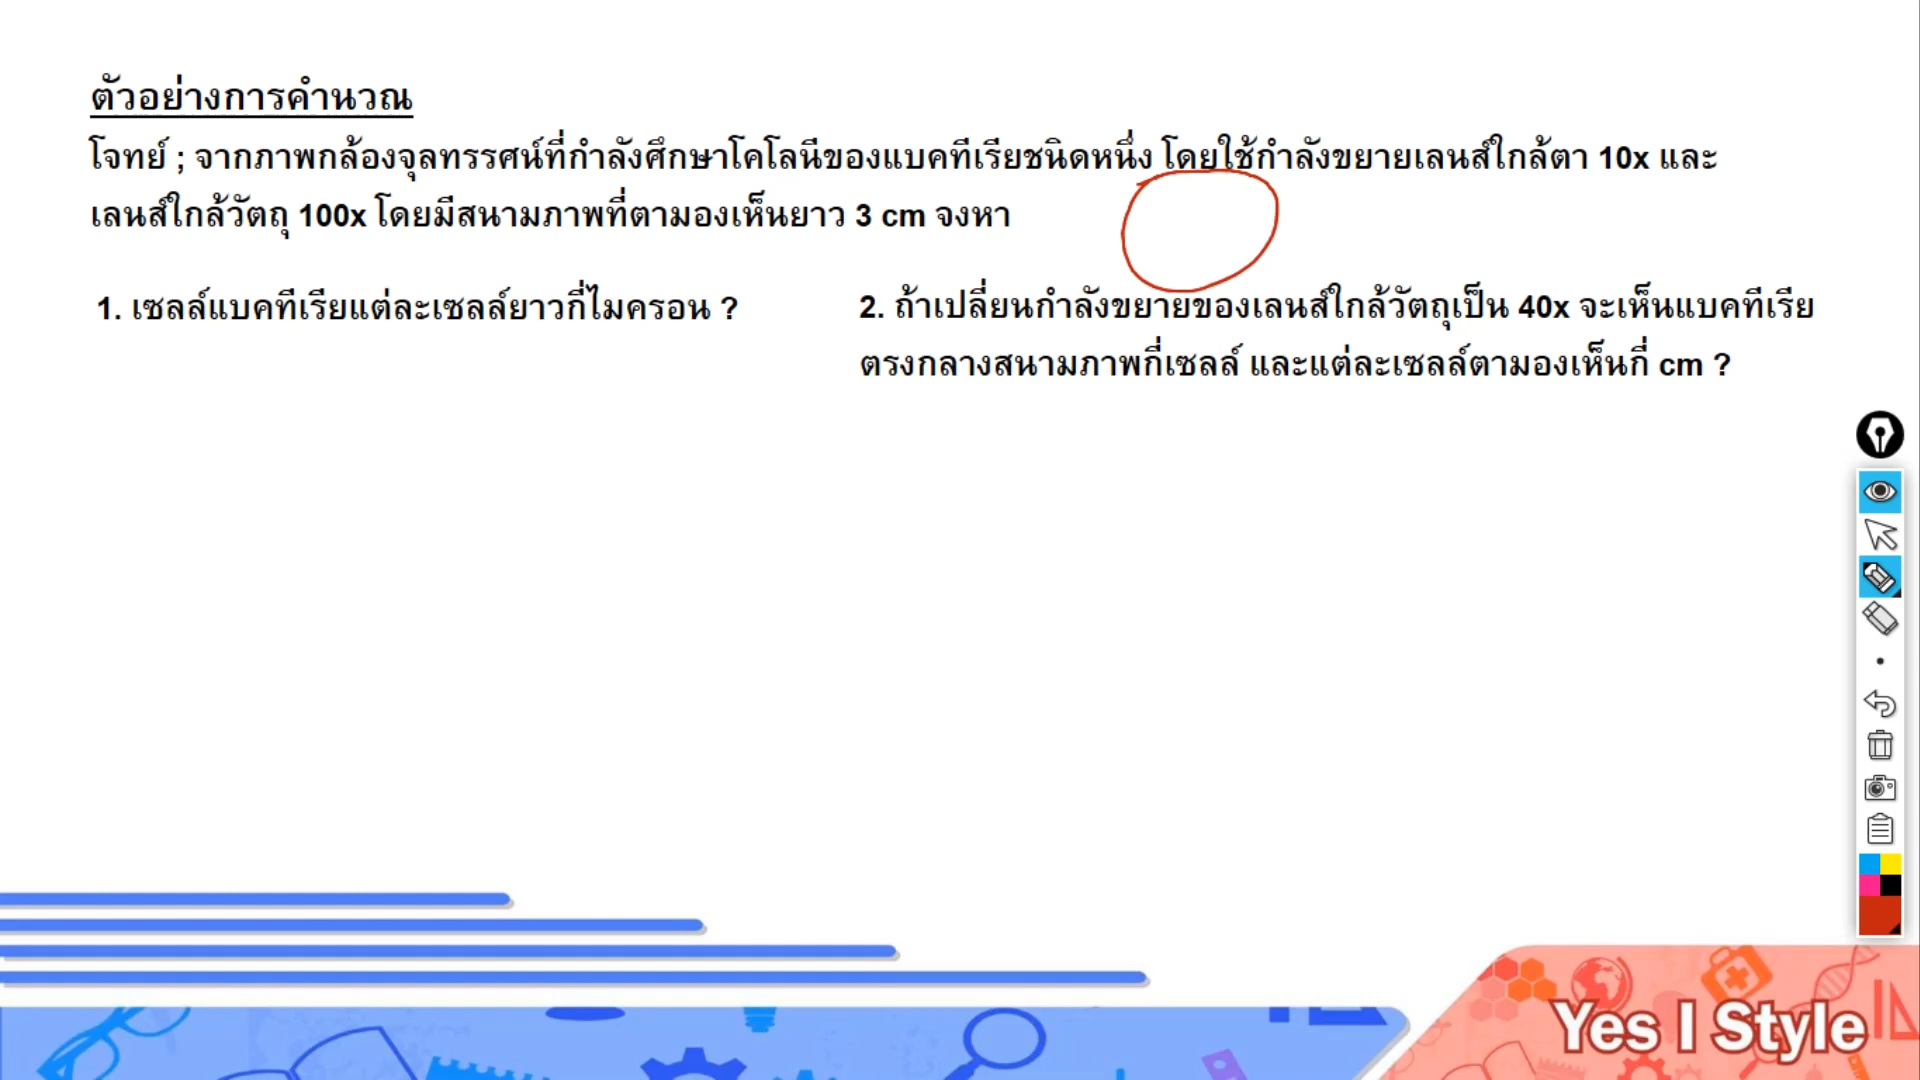 ตัวอย่างการคำนวณ
โจทย์ ; จากภาพกล้องจุลทรรศน์ที่กำลังศึกษาโคโลนีของแบคทีเรียชนิดหนึ่ง โดยใช้กำลังขยายเลนส์ใกล้ตา 10x และ
เลนส์ใกล้วัตถุ 100x โดยมีสนามภาพที่ตามองเห็นยาว 3 cm จงหา
1. เซลล์แบคทีเรียแต่ละเซลล์ยาวกี่ไมครอน ?
2. ถ้าเปลี่ยนกำลังขยายของเลนส์ใกล้วัตถุเป็น 40x จะเห็นแบคทีเรีย
ตรงกลางสนามภาพกี่เซลล์ และแต่ละเซลล์ตามองเห็นกี่ cm ?
Yes I Style